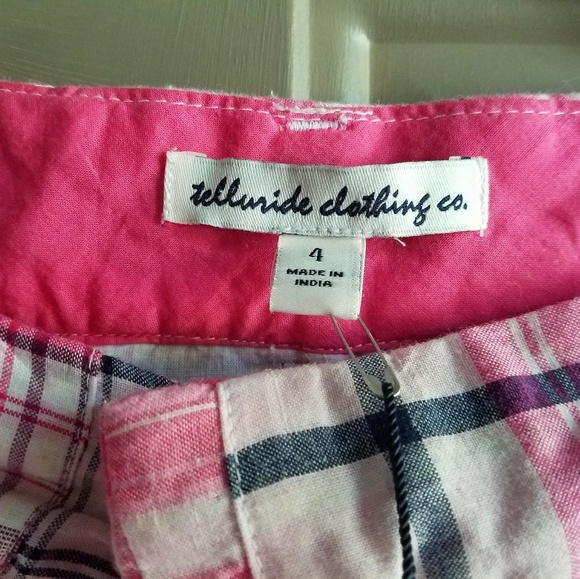 telluride clothing co.
4
MADE IN
INDIA